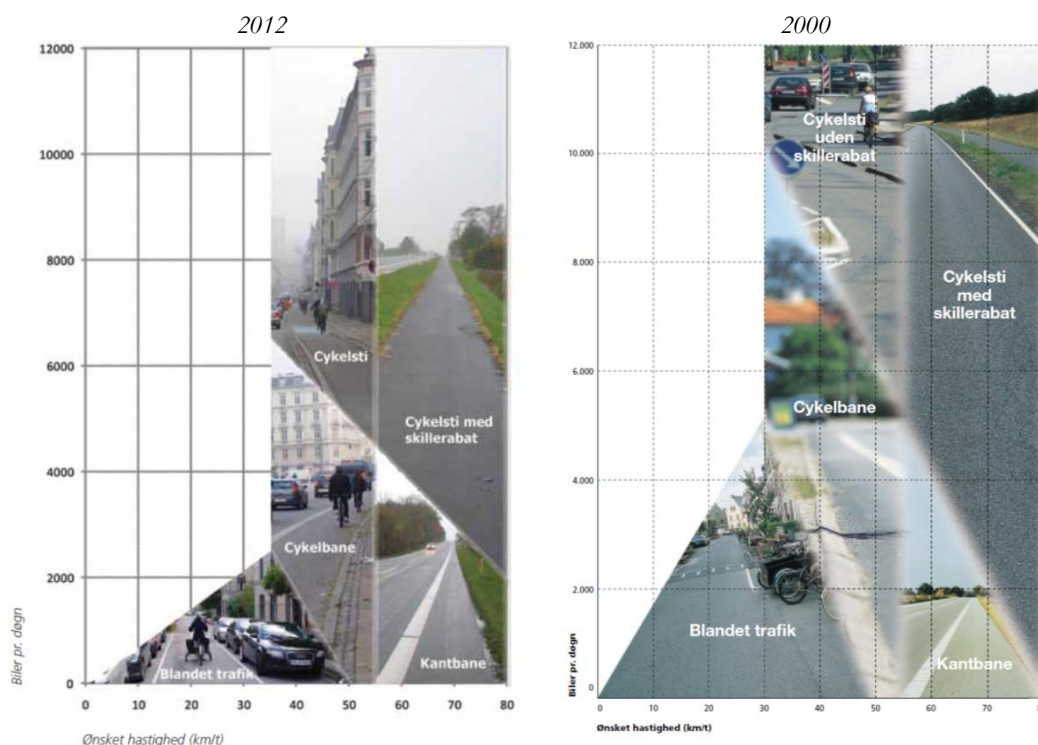 2012
12000
10000
8000
6000
4000
2000
0
Biler pr. døgn
Cykelsti
Cykelsti med
skillerabat
Cykelbane
Blandet trafik
Kantbane
0 10 20 30 40 50 60 70 80
Ønsket hastighed (km/t)
2000
12.000
10.000
8.000
6.000
4.000
2.000
0
Biler pr. døgn
Cykelsti
uden
skillerabat
Cykelsti
med
skillerabat
Cykelbane
Blandet trafik
Kantbane
0 10 20 30 40 50 60 70
Ønsket hastighed (km/t)